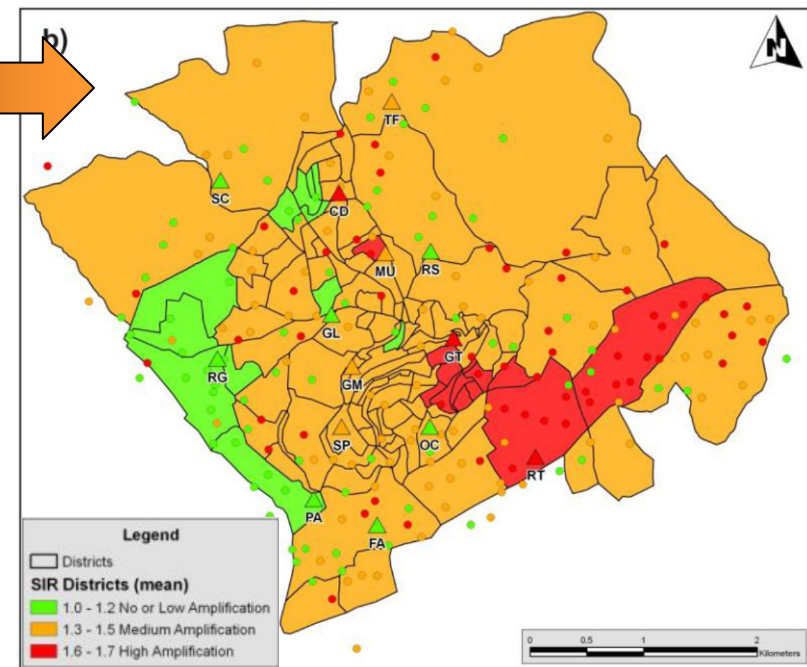 b)
N
TF
SC
CD
MU
RS
GL
GT
RG
GM
SP
OC
RT
PA
FA
Legend
Districts
SIR Districts (mean)
1.0 - 1.2 No or Low Amplification
1.3 - 1.5 Medium Amplification
1.6 - 1.7 High Amplification
0 0.5 1 2
Kilometers